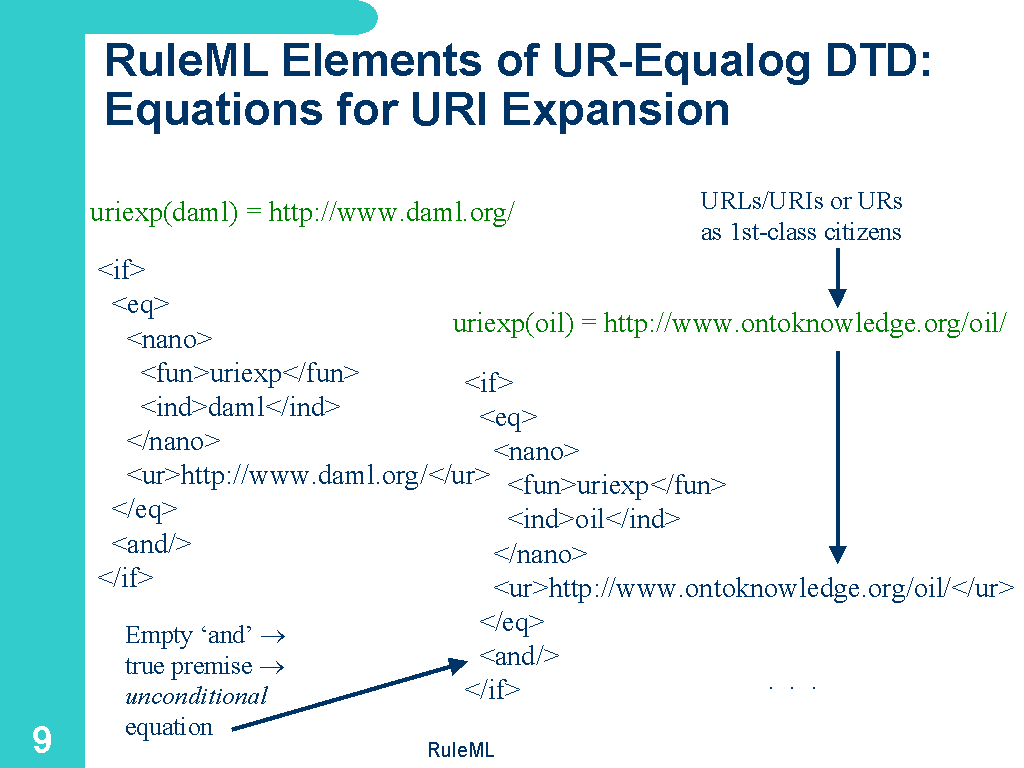 RuleML Elements of UR-Equalog DTD:
Equations for URI Expansion
uriexp(daml) = http://www.daml.org/
<if>
<eq>
<nano>
<fun>uriexp</fun>
<ind>daml</ind>
</nano>
<ur>http://www.daml.org/</ur>
</eq>
<and/>
</if>
Empty ‘and’ →
true premise →
unconditional
equation
URLs/URIs or URs
as 1st-class citizens
uriexp(oil) = http://www.ontoknowledge.org/oil/
<if>
<eq>
<nano>
<fun>uriexp</fun>
<ind>oil</ind>
</nano>
<ur>http://www.ontoknowledge.org/oil/</ur>
</eq>
<and/>
</if>
. . .
9
RuleML